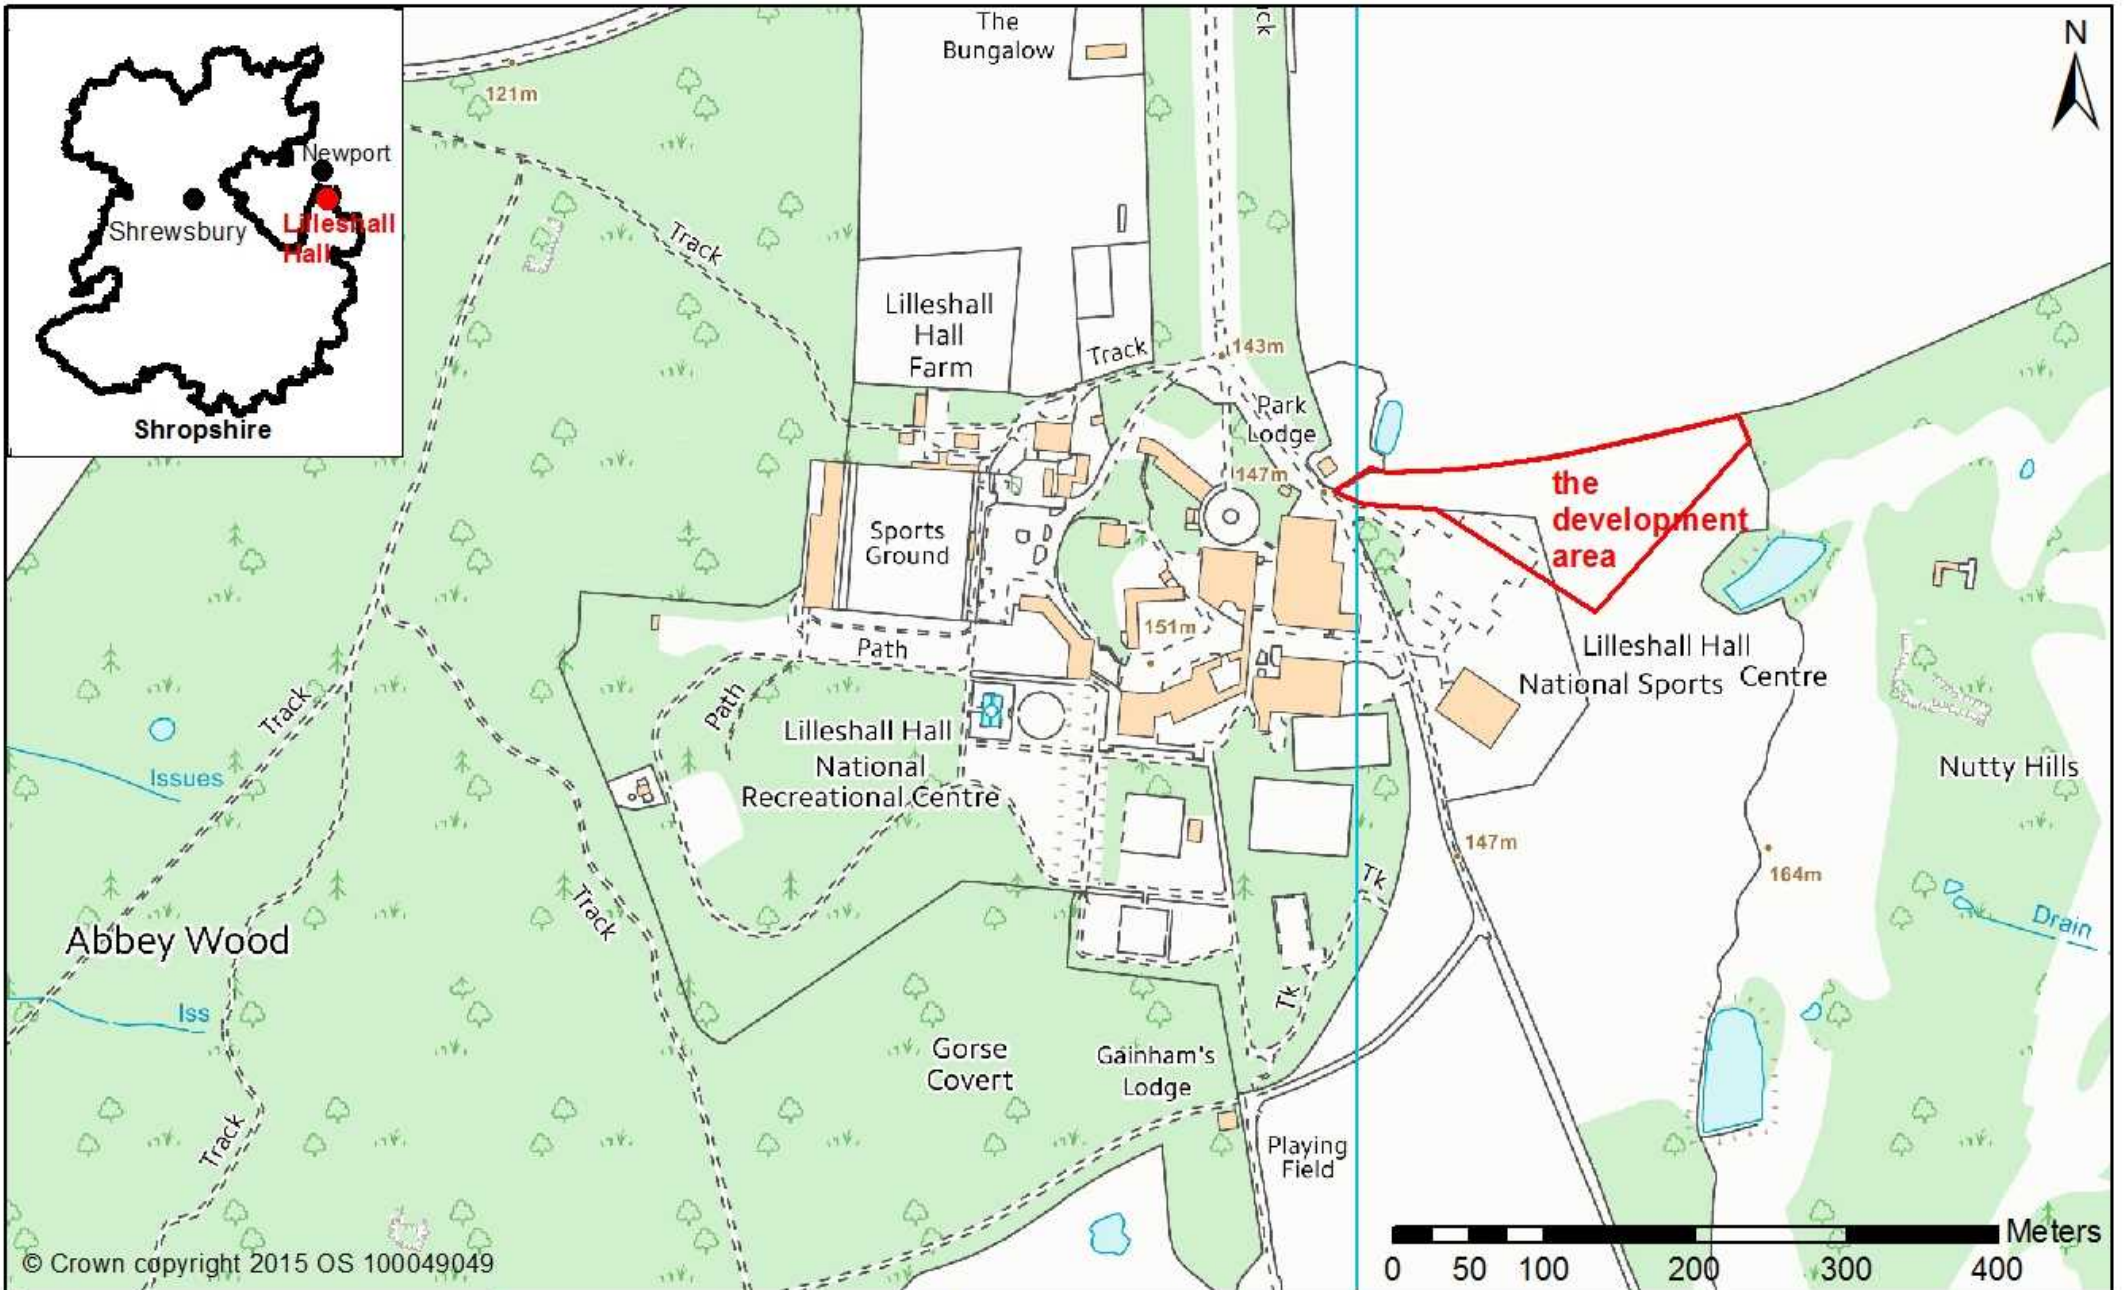 The
Bungalow
ck
N
121m
Newport
Shrewsbury
Lilleshall
Hall
Shropshire
Track
Lilleshall
Hall
Farm
Track
143m
Park
Lodge
147m
the
development
area
Sports
Ground
151m
Path
Path
Lilleshall Hall
National Sports Centre
Track
Issues
Lilleshall Hall
National
Recreational Centre
Nutty Hills
147m
164m
Tk
Track
Abbey Wood
Drain
Iss
Tk
Gorse
Covert
Gainham's
Lodge
Track
Playing
Field
© Crown copyright 2015 OS 100049049
Meters
0 50 100 200 300 400